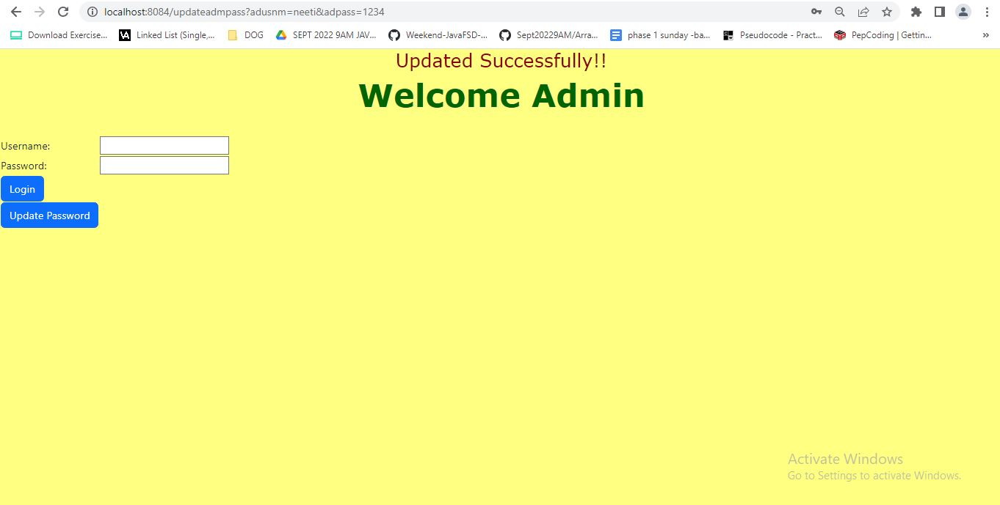 localhost:8084/updateadmpass?adusnm=neeti&adpass=1234
Download Exercise... Linked List (Single,... DOG SEPT 2022 9AM JAV... Weekend-JavaFSD-... Sept20229AM/Arra... phase 1 sunday -ba... Pseudocode - Pract... PepCoding | Gettin... »
Updated Successfully!!
Welcome Admin
Username:
Password:
Login
Update Password
Activate Windows
Go to Settings to activate Windows.